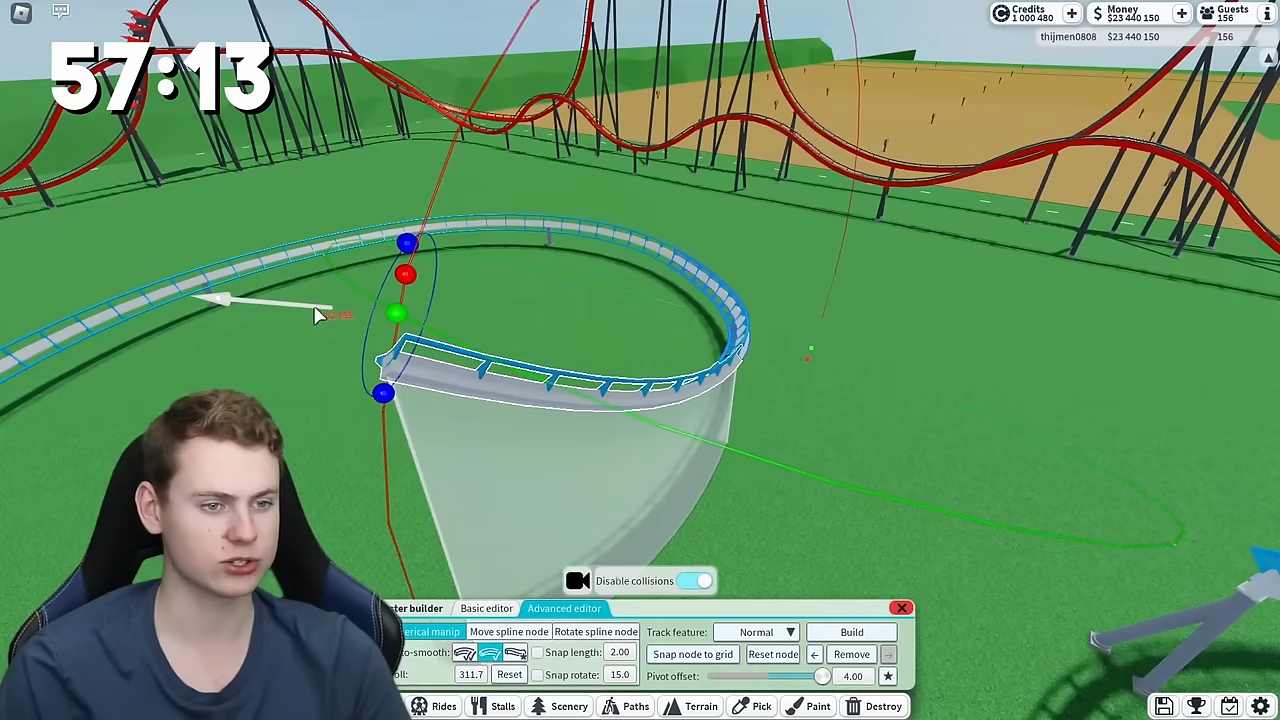 57:13
Credits
1 000 480
+
$
Money
$23 440 150
+
Guests
156
thijmen0808 $23 440 150 156
Disable collisions
ster builder
Basic editor
Advanced editor
X
erical manip
Move spline node
Rotate spline node
Track feature:
Normal
Build
o-smooth:
Snap length:
2.00
Snap node to grid
Reset node
Remove
oll:
311.7
Reset
Snap rotate:
15.0
Pivot offset:
4.00
Rides
Stalls
Scenery
Paths
Terrain
Pick
Paint
Destroy